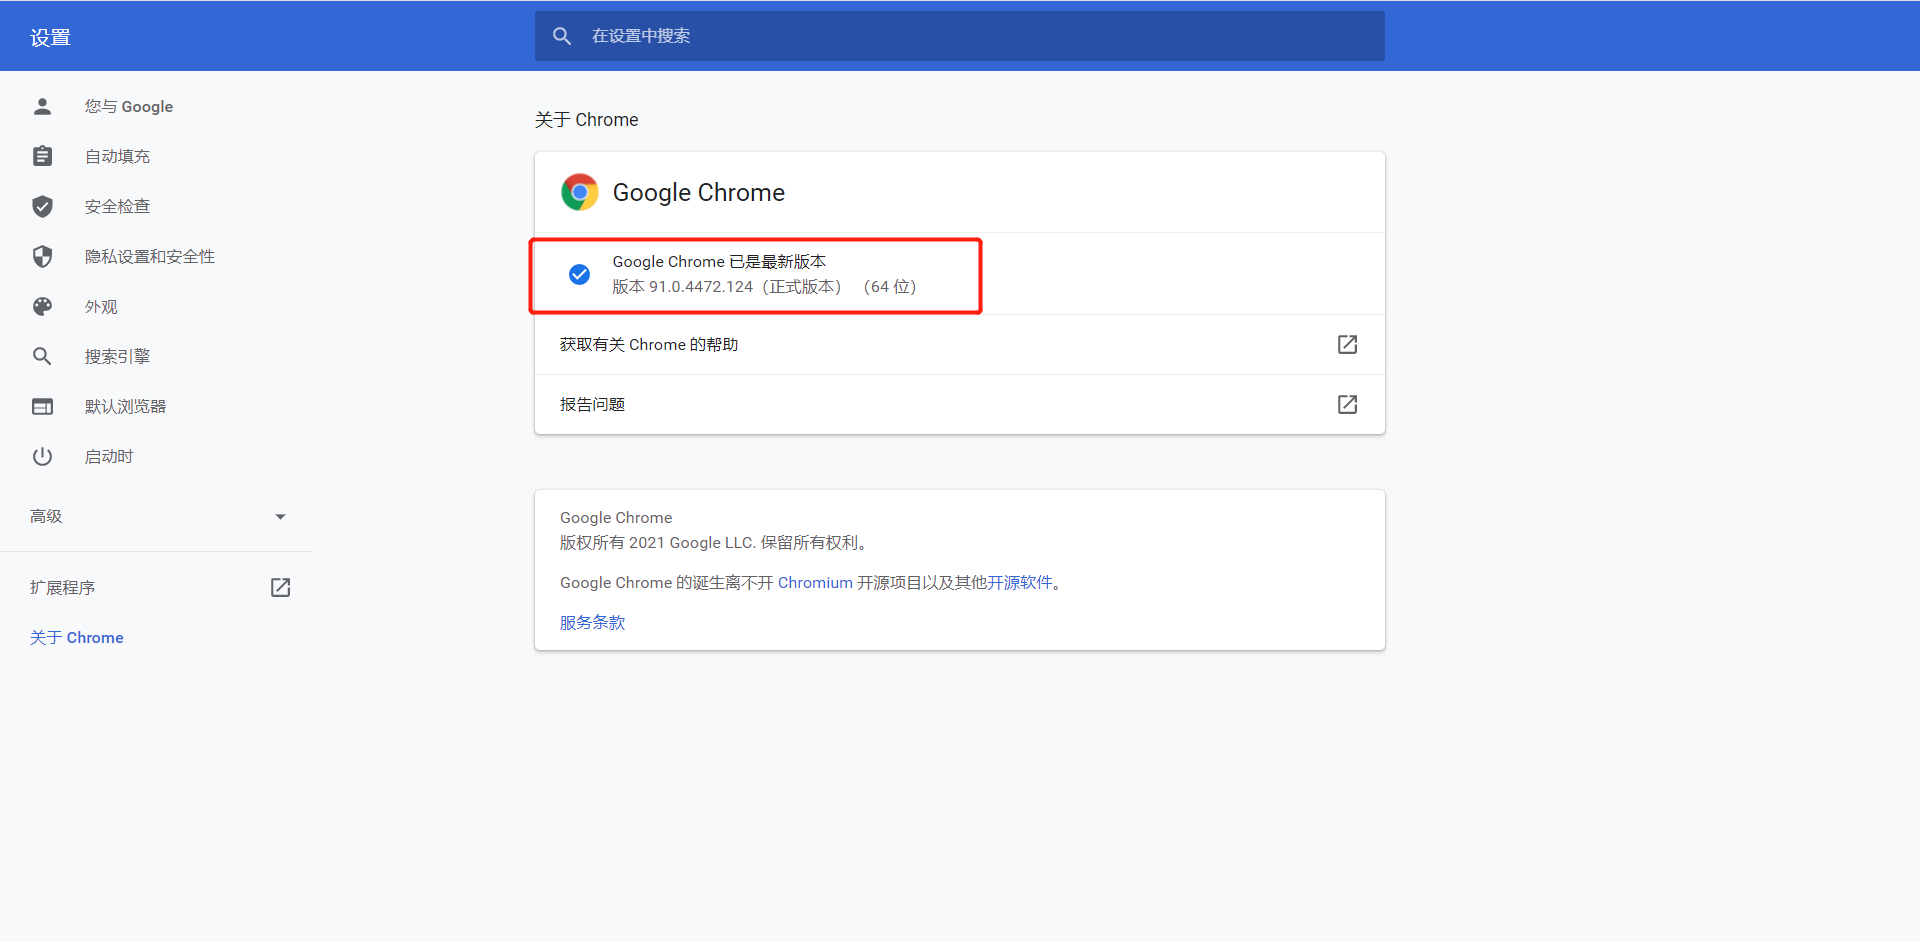 设置
在设置中搜索
您与 Google
自动填充
安全检查
隐私设置和安全性
外观
搜索引擎
默认浏览器
启动时
高级
扩展程序
关于 Chrome
关于 Chrome
Google Chrome
Google Chrome 已是最新版本
版本 91.0.4472.124（正式版本） （64 位）
获取有关 Chrome 的帮助
报告问题
Google Chrome
版权所有 2021 Google LLC. 保留所有权利。
Google Chrome 的诞生离不开 Chromium 开源项目以及其他开源软件。
服务条款